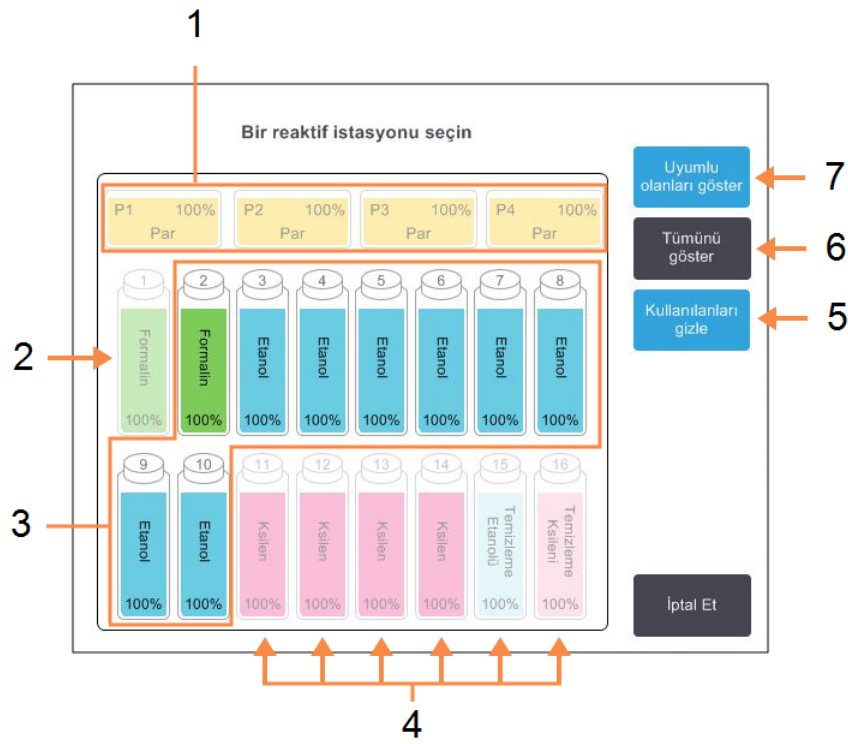 1
Bir reaktif istasyonu seçin
Uyumlu
olanları göster
7
P1 100%
Par
P2 100%
Par
P3 100%
Par
P4 100%
Par
Tümünü
göster
6
Kullanılanları
gizle
5
2
1
Formalin
100%
2
Formalin
100%
3
Etanol
100%
4
Etanol
100%
5
Etanol
100%
6
Etanol
100%
7
Etanol
100%
8
Etanol
100%
3
9
Etanol
100%
10
Etanol
100%
11
Ksilen
100%
12
Ksilen
100%
13
Ksilen
100%
14
Ksilen
100%
15
Temizleme
Etanolü
100%
16
Temizleme
Ksileni
100%
İptal Et
4